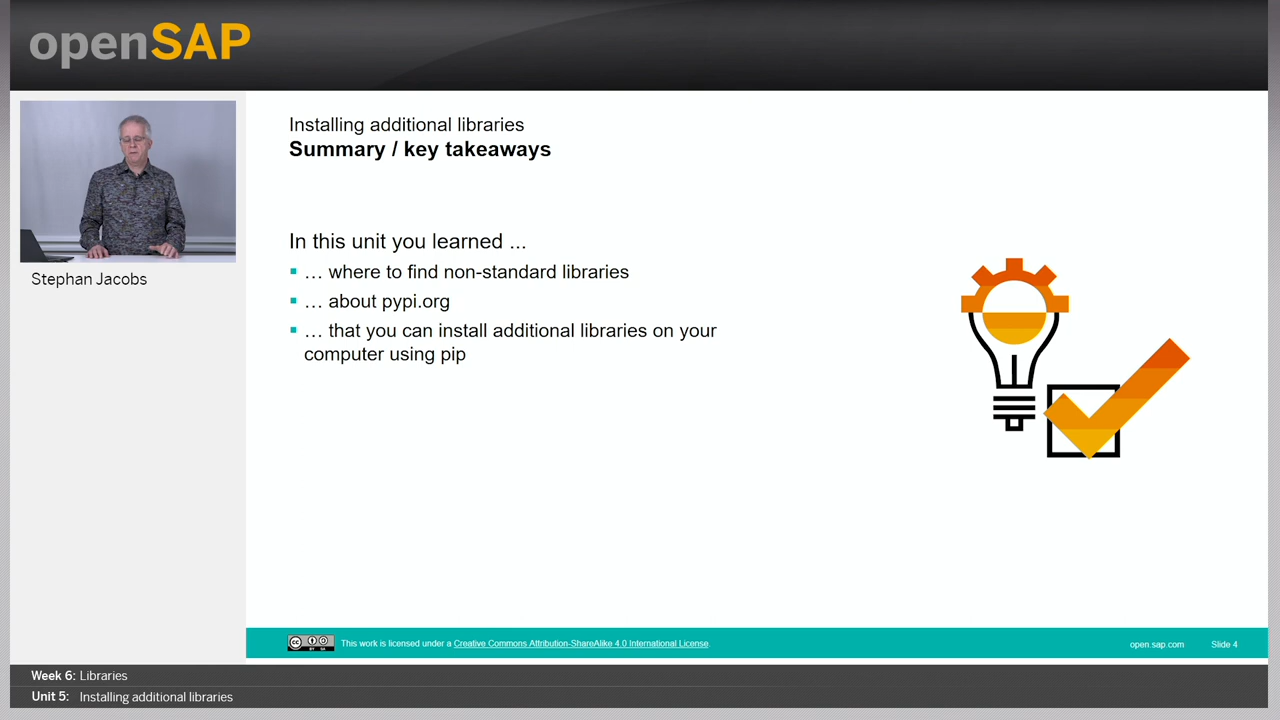 openSAP
Stephan Jacobs
Installing additional libraries
Summary / key takeaways
In this unit you learned ...
… where to find non-standard libraries
… about pypi.org
… that you can install additional libraries on your
computer using pip
cc
BY SA
This work is licensed under a Creative Commons Attribution-ShareAlike 4.0 International License.
open.sap.com
Slide 4
Week 6: Libraries
Unit 5: Installing additional libraries